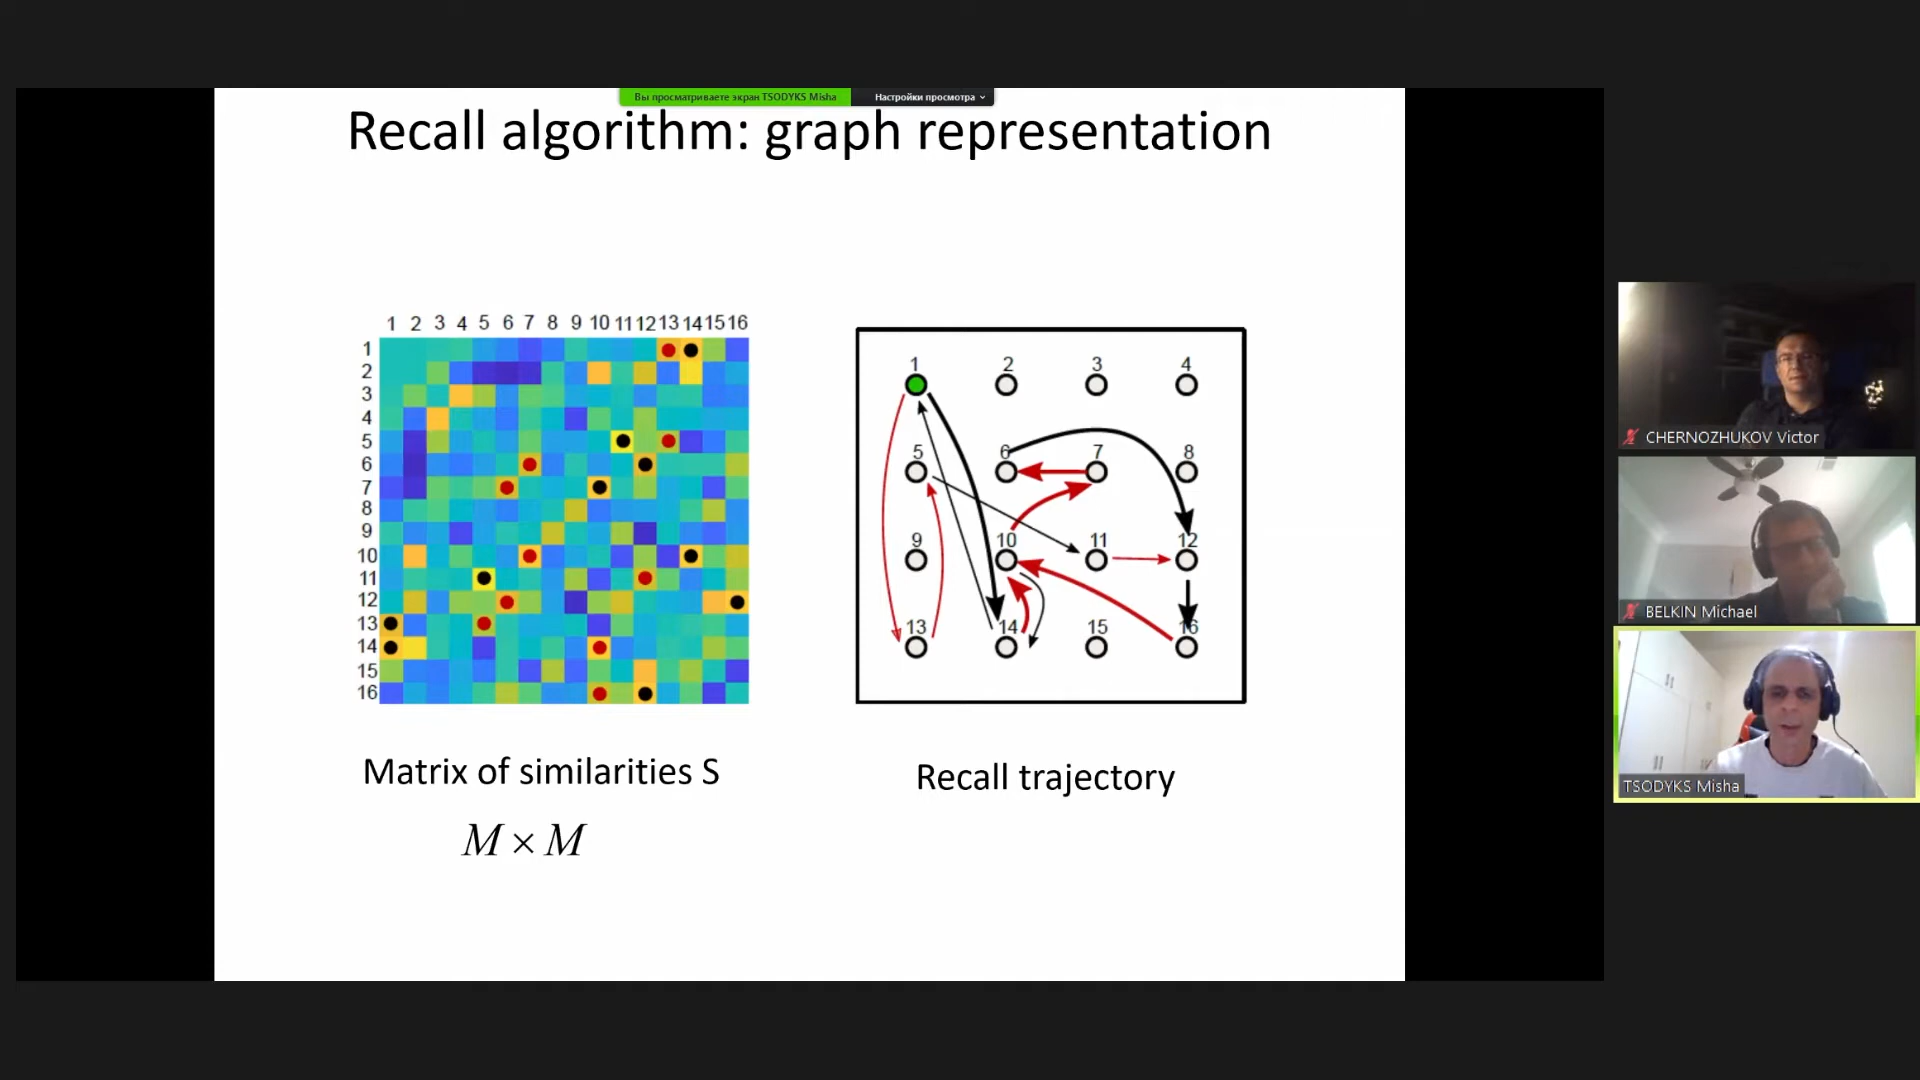 Вы просматриваете экран TSODYKS Misha
Настройки просмотра
Recall algorithm: graph representation
1 2 3 4 5 6 7 8 9 10 11 12 13 14 15 16
1
2
3
4
5
6
7
8
9
10
11
12
13
14
15
16
1 2 3 4
5 6 7 8
9 10 11 12
13 14 15 16
Matrix of similarities S
M × M
Recall trajectory
CHERNOZHUKOV Victor
BELKIN Michael
TSODYKS Misha